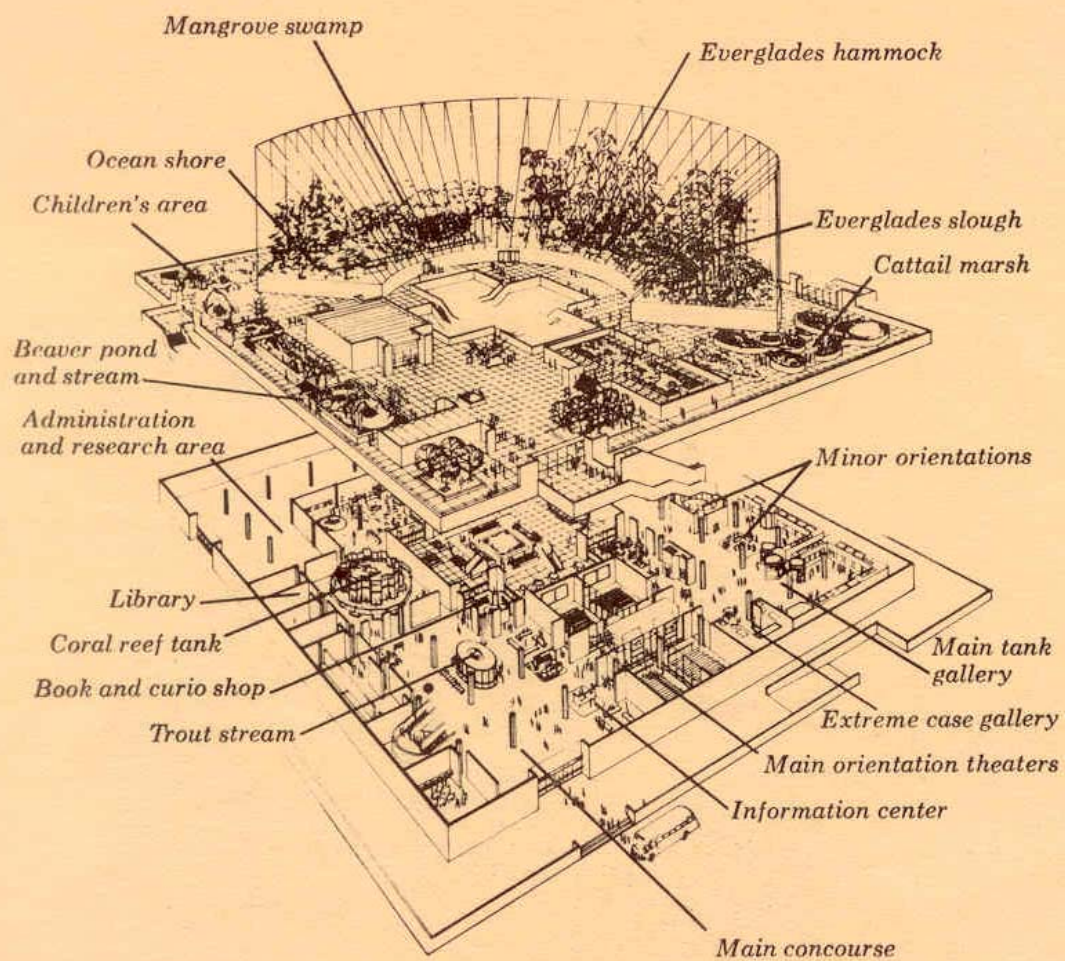 Mangrove swamp
Everglades hammock
Ocean shore
Children's area
Everglades slough
Cattail marsh
Beaver pond
and stream
Administration
and research area
Minor orientations
Library
Coral reef tank
Book and curio shop
Trout stream
Main tank
gallery
Extreme case gallery
Main orientation theaters
Information center
Main concourse